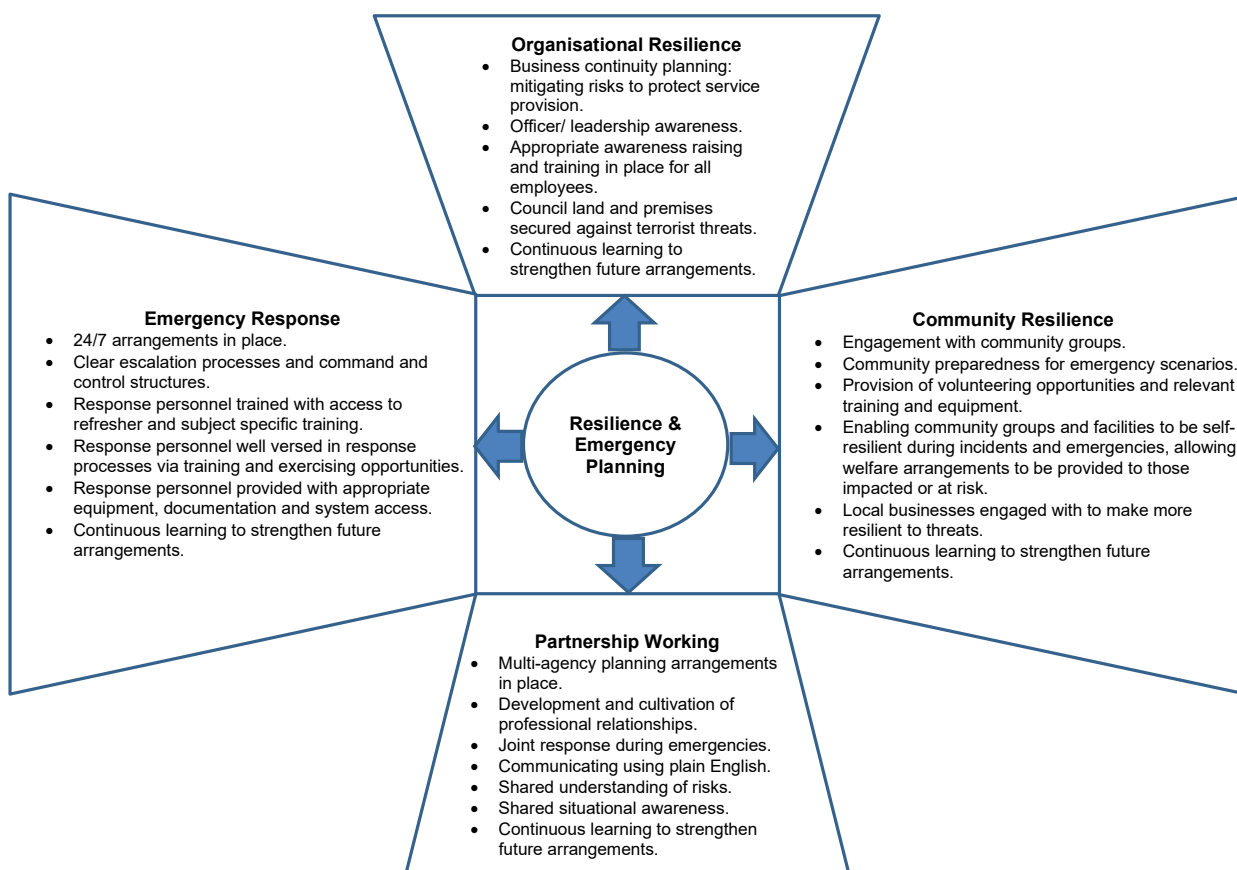 Organisational Resilience
• Business continuity planning:
mitigating risks to protect service
provision.
• Officer/ leadership awareness.
• Appropriate awareness raising
and training in place for all
employees.
• Council land and premises
secured against terrorist threats.
• Continuous learning to
strengthen future arrangements.
Emergency Response
• 24/7 arrangements in place.
• Clear escalation processes and command and
control structures.
• Response personnel trained with access to
refresher and subject specific training.
• Response personnel well versed in response
processes via training and exercising opportunities.
• Response personnel provided with appropriate
equipment, documentation and system access.
• Continuous learning to strengthen future
arrangements.
Resilience &
Emergency
Planning
Community Resilience
• Engagement with community groups.
• Community preparedness for emergency scenarios.
• Provision of volunteering opportunities and relevant
training and equipment.
• Enabling community groups and facilities to be self-
resilient during incidents and emergencies, allowing
welfare arrangements to be provided to those
impacted or at risk.
• Local businesses engaged with to make more
resilient to threats.
• Continuous learning to strengthen future
arrangements.
Partnership Working
• Multi-agency planning arrangements
in place.
• Development and cultivation of
professional relationships.
• Joint response during emergencies.
• Communicating using plain English.
• Shared understanding of risks.
• Shared situational awareness.
• Continuous learning to strengthen
future arrangements.